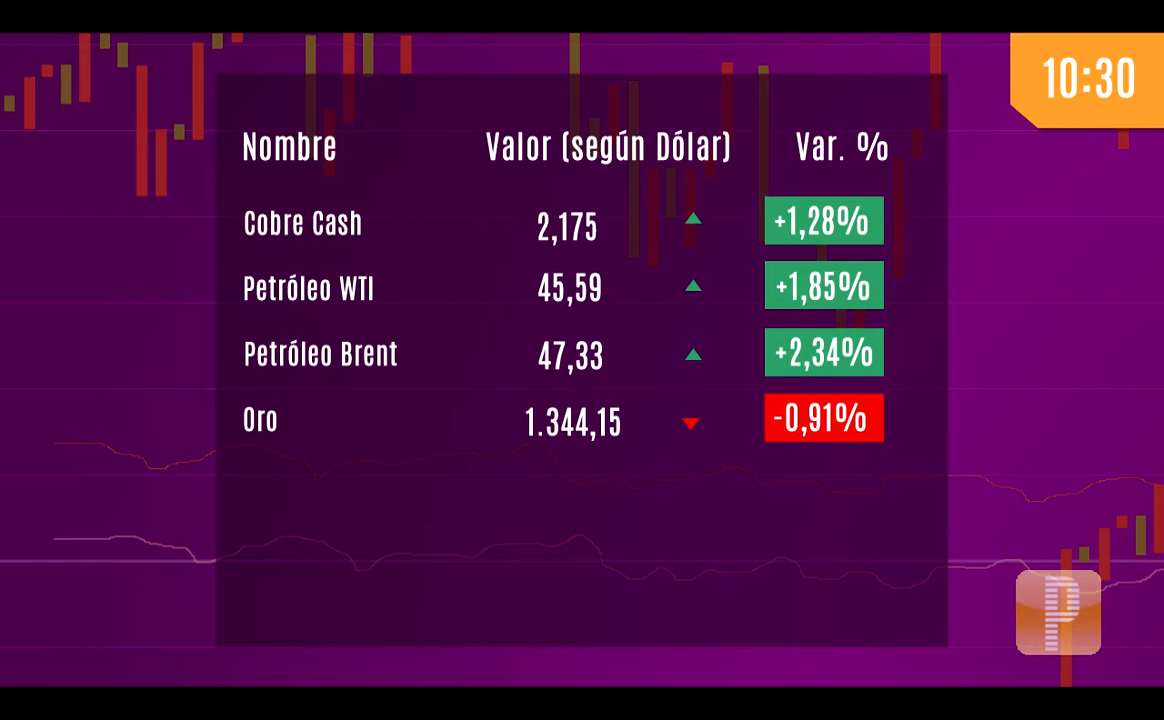 10:30
Nombre Valor (según Dólar) Var. %
Cobre Cash 2,175 +1,28%
Petróleo WTI 45,59 +1,85%
Petróleo Brent 47,33 +2,34%
Oro 1.344,15 -0,91%
P